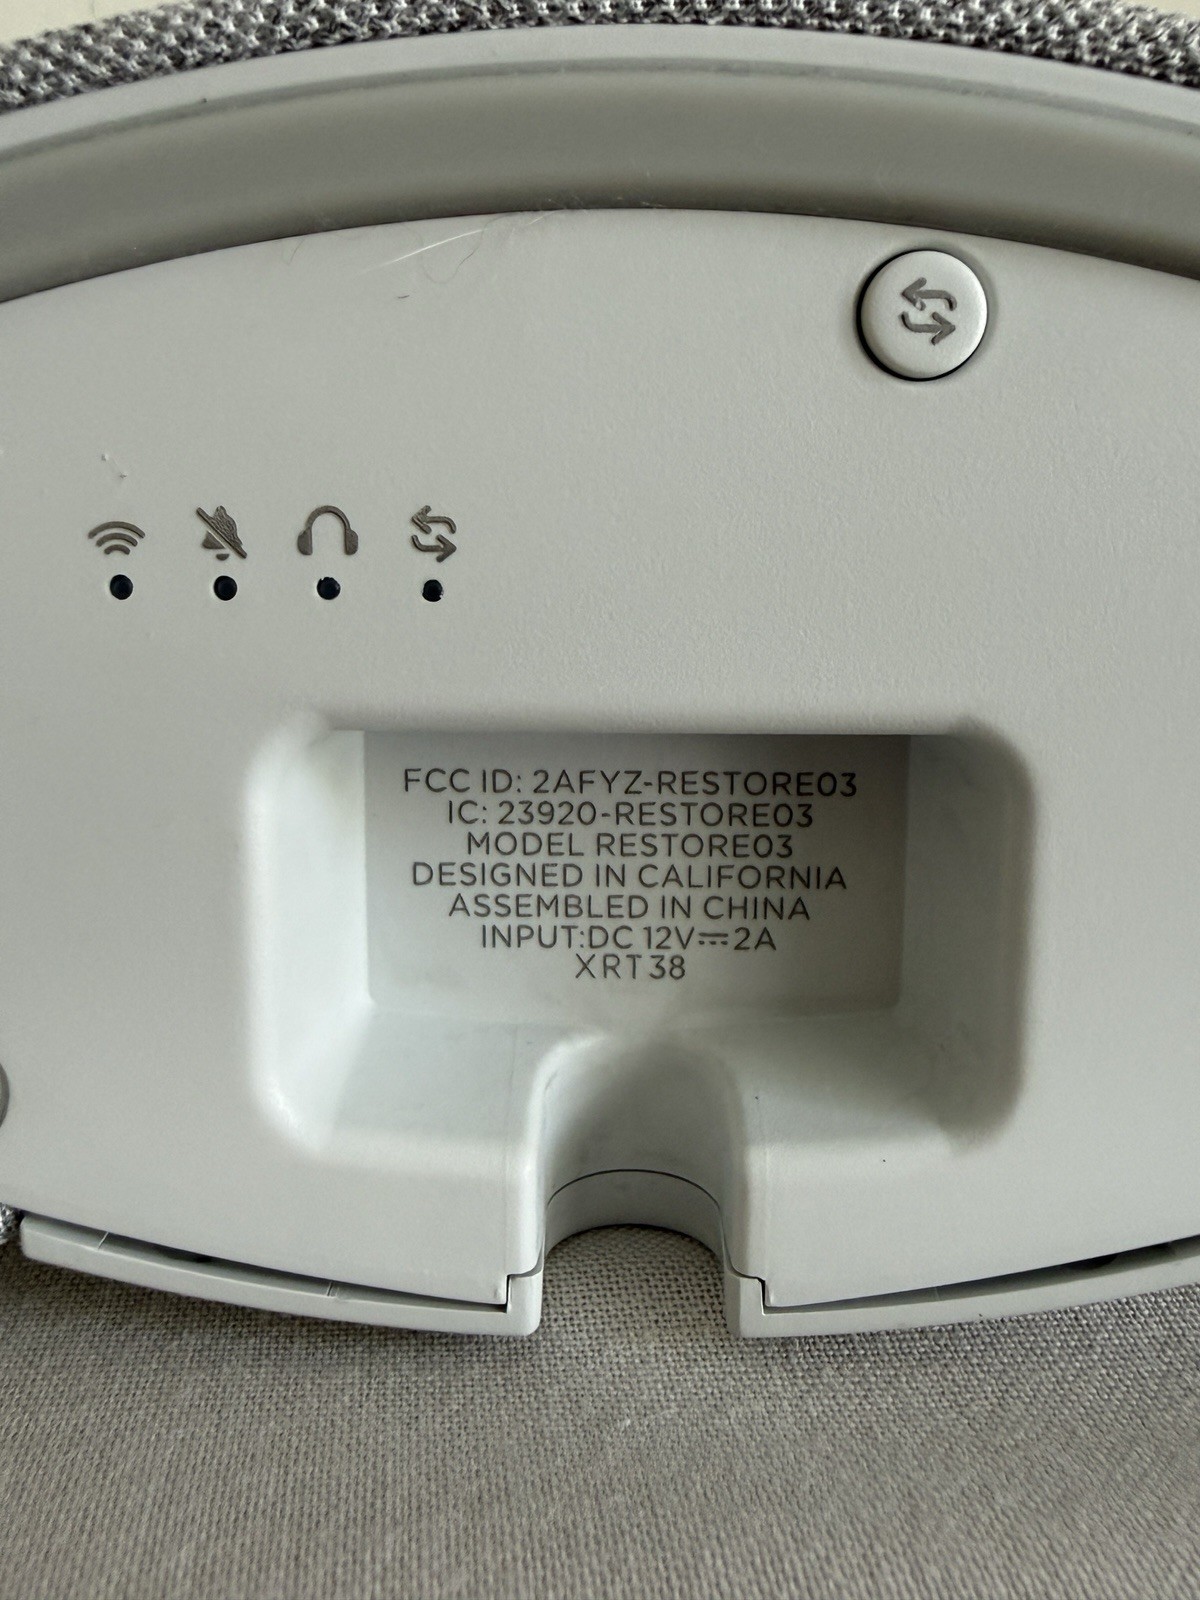 FCC ID: 2AFYZ-RESTORE03
IC: 23920-RESTORE03
MODEL RESTORE03
DESIGNED IN CALIFORNIA
ASSEMBLED IN CHINA
INPUT:DC 12V⎓2A
XRT38